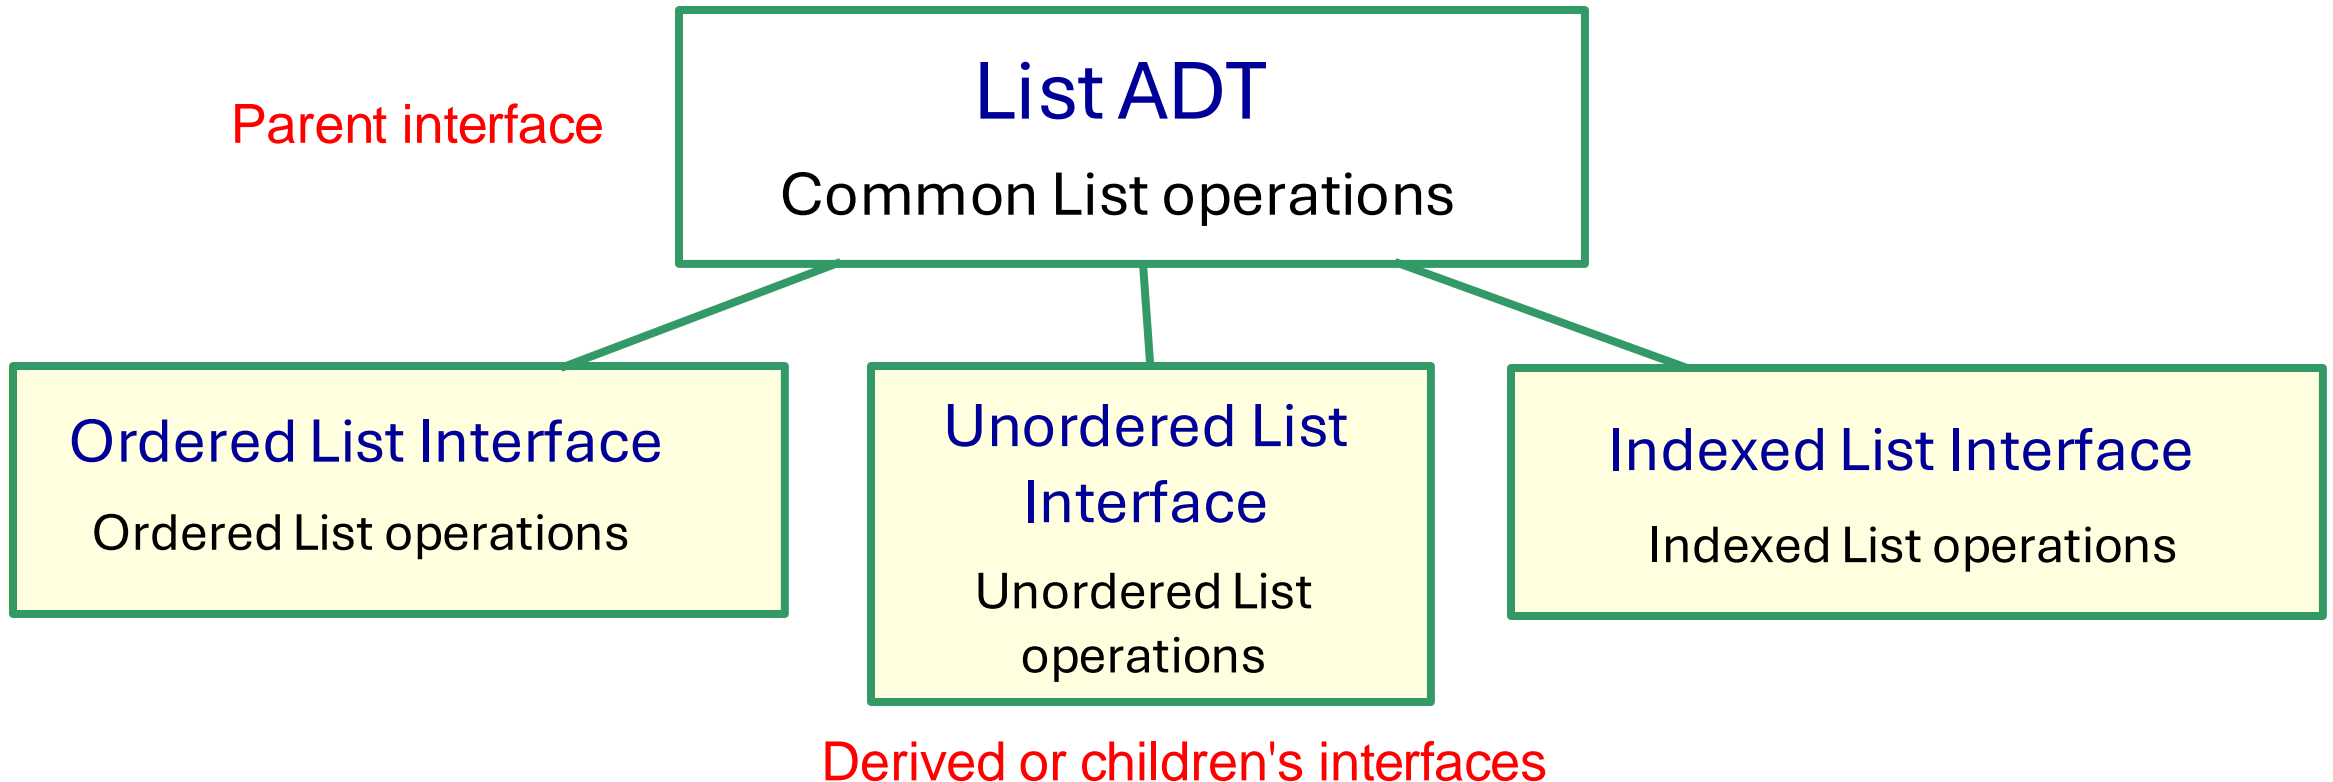 List ADT
Parent interface
Common List operations
Ordered List Interface
Ordered List operations
Unordered List
Interface
Unordered List
operations
Indexed List Interface
Indexed List operations
Derived or children's interfaces